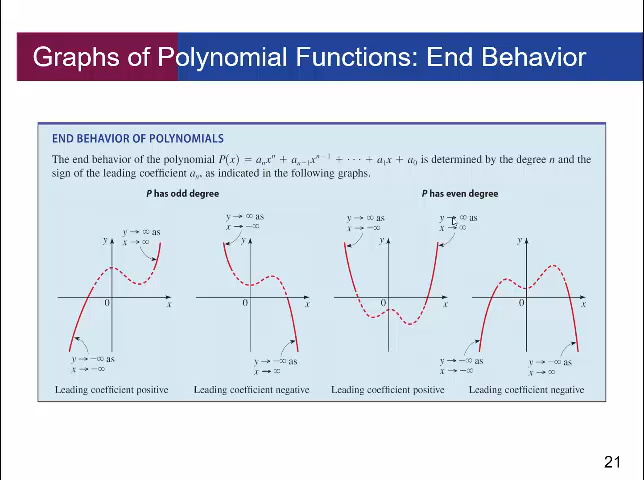 Graphs of Polynomial Functions: End Behavior
END BEHAVIOR OF POLYNOMIALS
The end behavior of the polynomial P(x) = aₙxⁿ + aₙ₋₁xⁿ⁻¹ + ⋯ + a₁x + a₀ is determined by the degree n and the
sign of the leading coefficient aₙ, as indicated in the following graphs.
P has odd degree
P has even degree
y → ∞ as
x → ∞
y
0
x
y → −∞ as
x → −∞
Leading coefficient positive
y → ∞ as
x → −∞
y
0
x
y → −∞ as
x → ∞
Leading coefficient negative
y → ∞ as
x → −∞
y → ∞ as
x → ∞
y
0
x
Leading coefficient positive
y
0
x
y → −∞ as
x → −∞
y → −∞ as
x → ∞
Leading coefficient negative
21